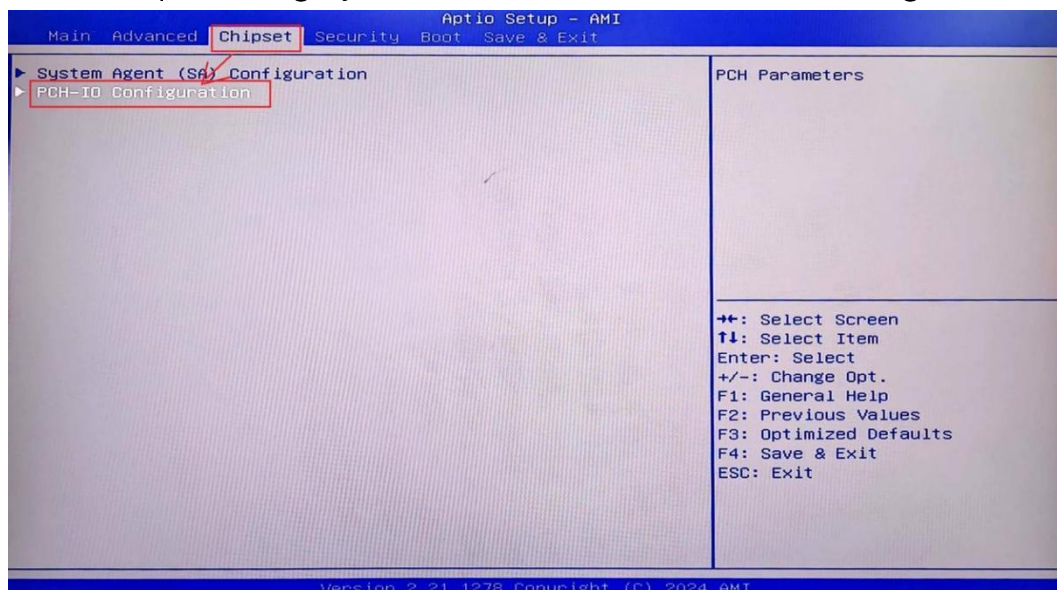 Aptio Setup – AMI
Main Advanced Chipset Security Boot Save & Exit
System Agent (SA) Configuration
PCH-IO Configuration
PCH Parameters
→←: Select Screen
↑↓: Select Item
Enter: Select
+/-: Change Opt.
F1: General Help
F2: Previous Values
F3: Optimized Defaults
F4: Save & Exit
ESC: Exit
Version 2.21.1278 Copyright (C) 2024 AMI